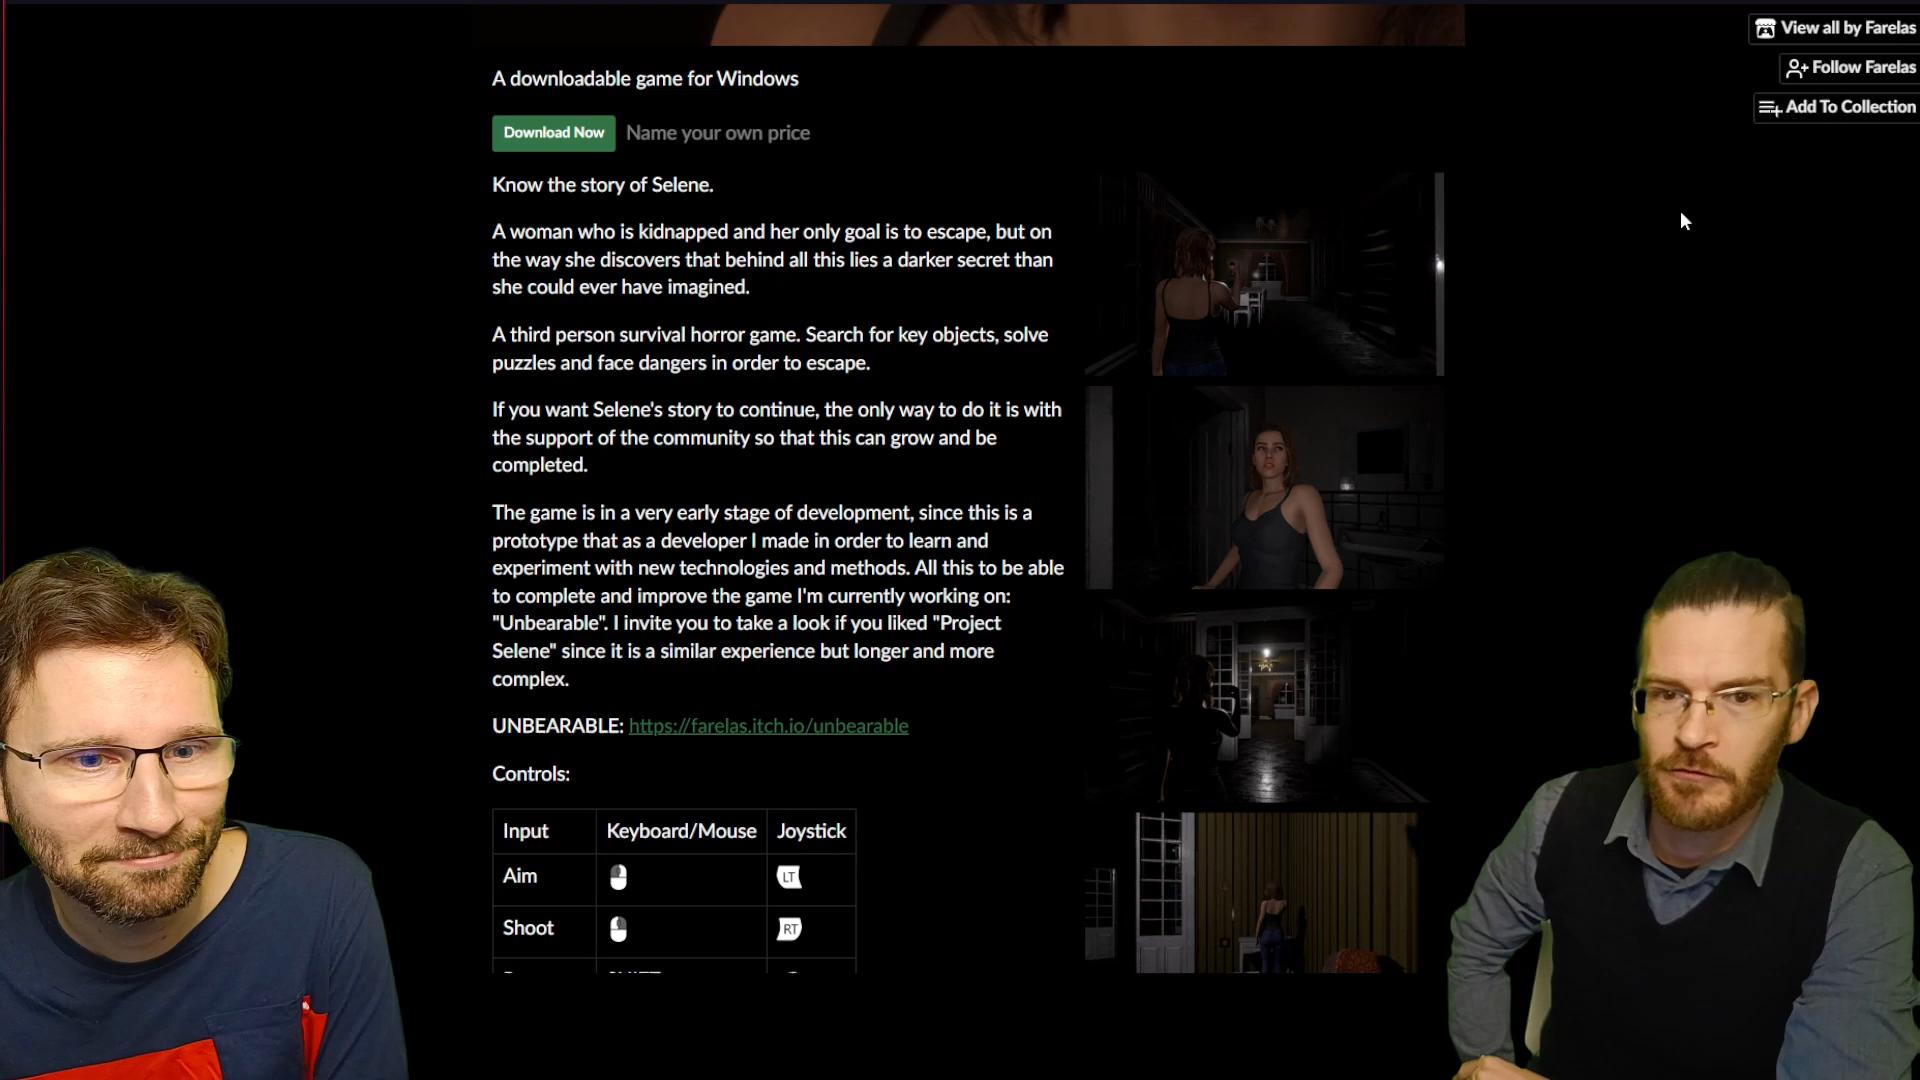 View all by Farelas
Follow Farelas
Add To Collection
A downloadable game for Windows
Download Now Name your own price
Know the story of Selene.
A woman who is kidnapped and her only goal is to escape, but on
the way she discovers that behind all this lies a darker secret than
she could ever have imagined.
A third person survival horror game. Search for key objects, solve
puzzles and face dangers in order to escape.
If you want Selene's story to continue, the only way to do it is with
the support of the community so that this can grow and be
completed.
The game is in a very early stage of development, since this is a
prototype that as a developer I made in order to learn and
experiment with new technologies and methods. All this to be able
to complete and improve the game I'm currently working on:
"Unbearable". I invite you to take a look if you liked "Project
Selene" since it is a similar experience but longer and more
complex.
UNBEARABLE: https://farelas.itch.io/unbearable
Controls:
Input Keyboard/Mouse Joystick
Aim LT
Shoot RT